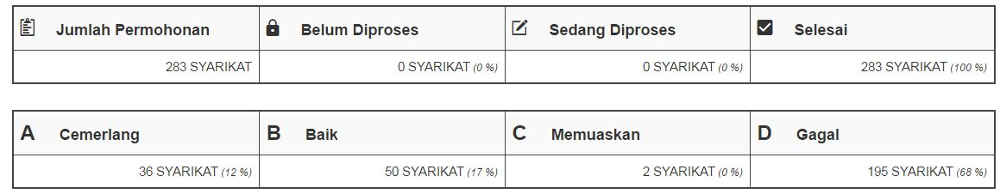 Jumlah Permohonan Belum Diproses Sedang Diproses Selesai
283 SYARIKAT 0 SYARIKAT (0 %) 0 SYARIKAT (0 %) 283 SYARIKAT (100 %)
A Cemerlang B Baik C Memuaskan D Gagal
36 SYARIKAT (12 %) 50 SYARIKAT (17 %) 2 SYARIKAT (0 %) 195 SYARIKAT (68 %)